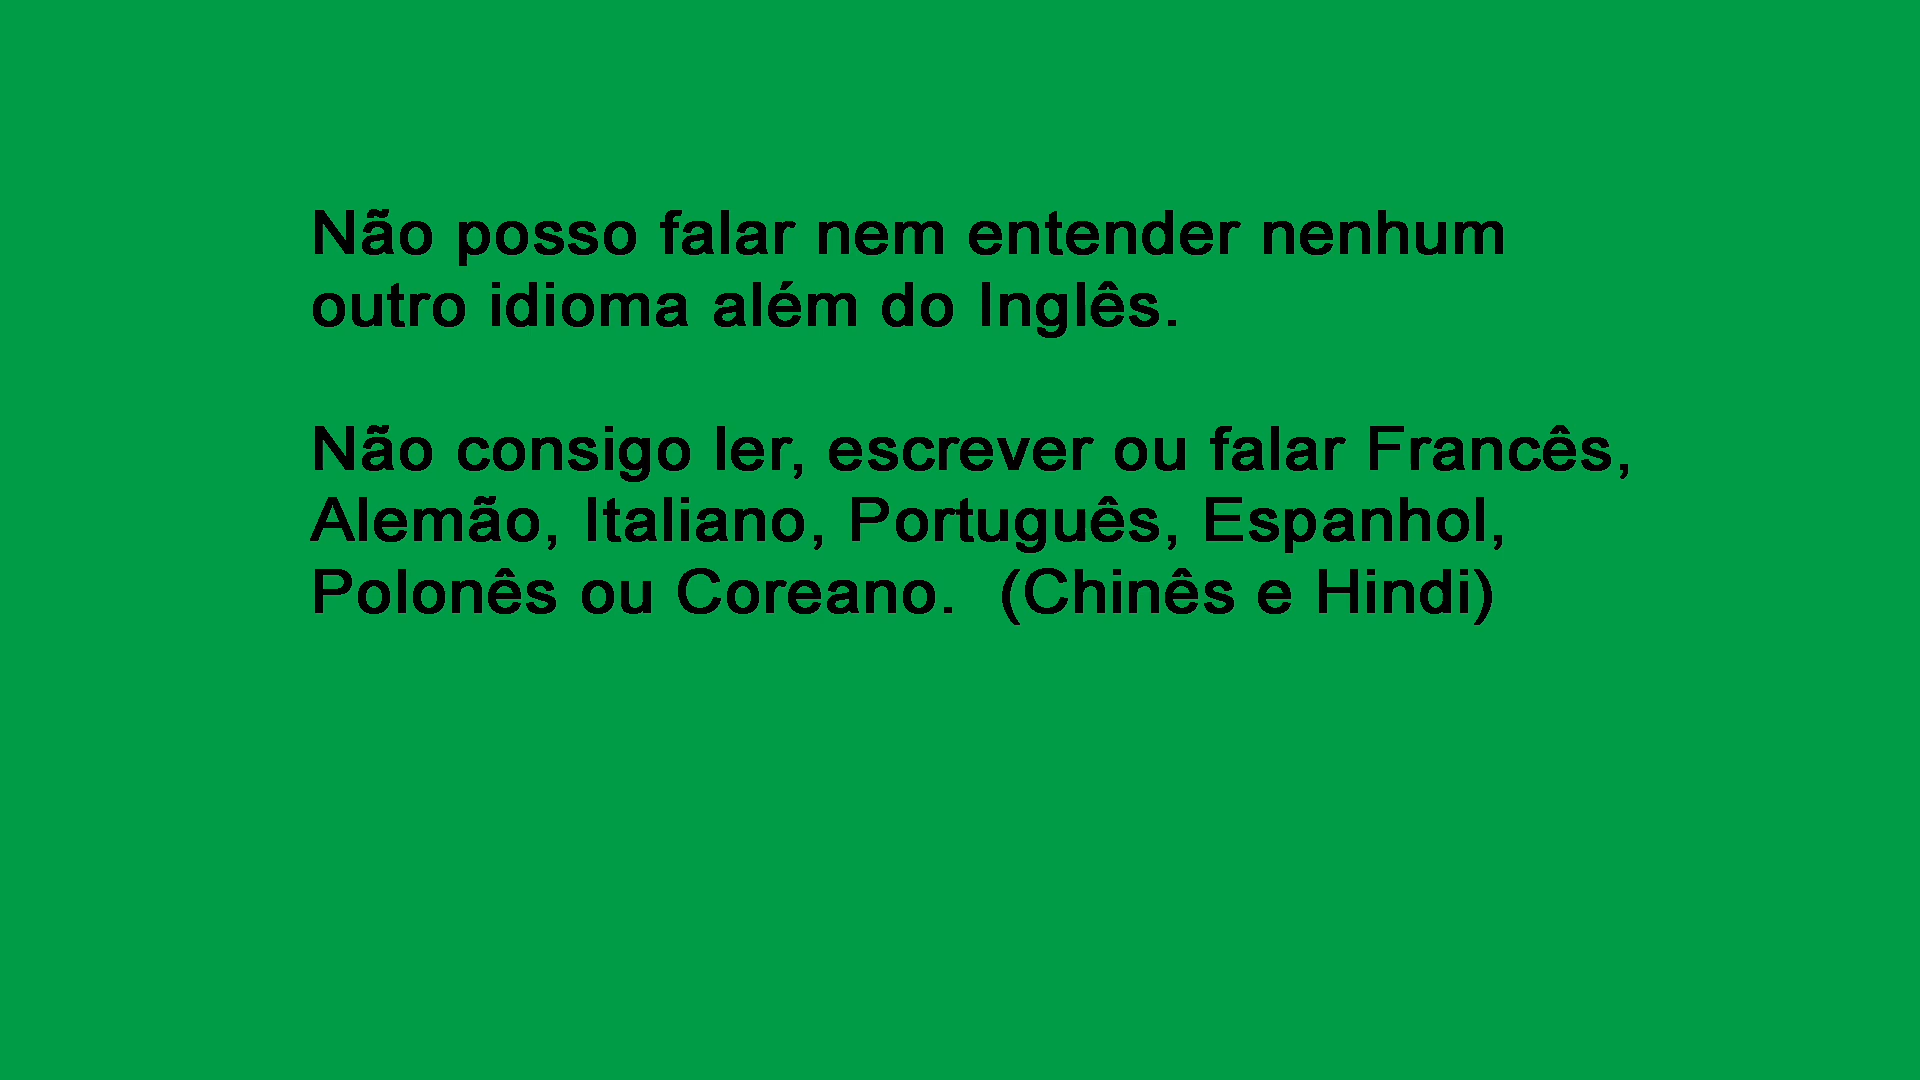 Não posso falar nem entender nenhum
outro idioma além do Inglês.
Não consigo ler, escrever ou falar Francês,
Alemão, Italiano, Português, Espanhol,
Polonês ou Coreano.  (Chinês e Hindi)